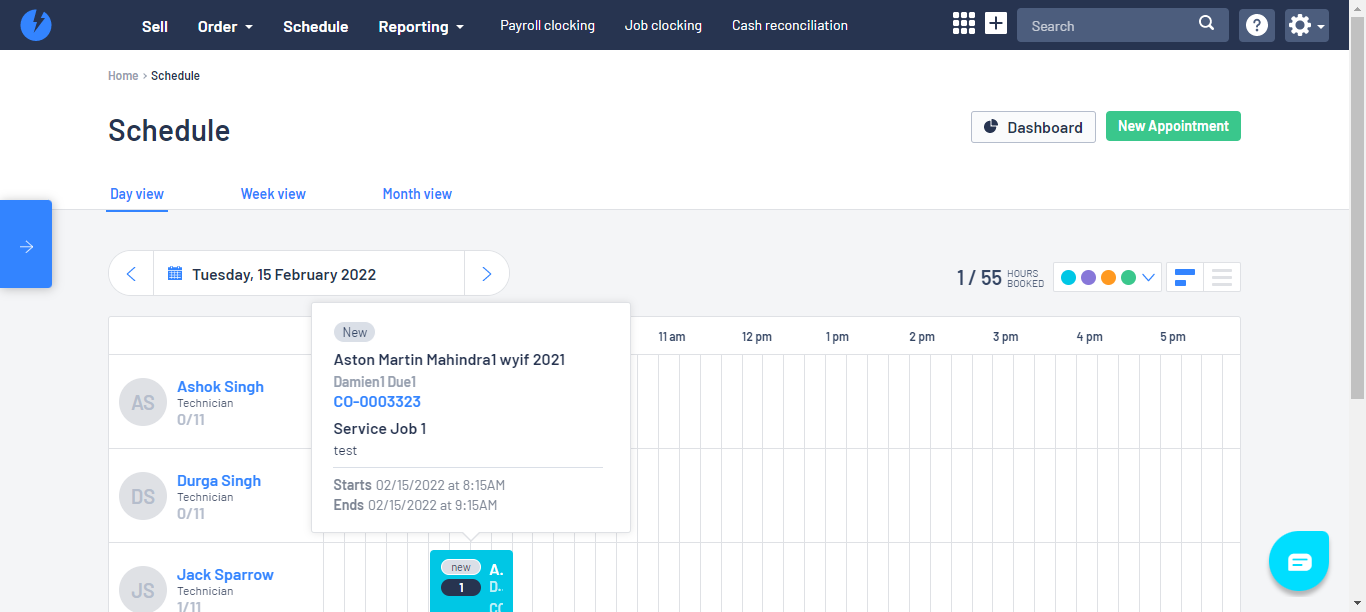 Sell Order Schedule Reporting Payroll clocking Job clocking Cash reconciliation Search
Home › Schedule
Schedule
Dashboard New Appointment
Day view Week view Month view
Tuesday, 15 February 2022
1 / 55 HOURS BOOKED
11 am 12 pm 1 pm 2 pm 3 pm 4 pm 5 pm
New
Aston Martin Mahindra1 wyif 2021
Damien1 Due1
CO-0003323
Service Job 1
test
Starts 02/15/2022 at 8:15AM
Ends 02/15/2022 at 9:15AM
AS
Ashok Singh
Technician
0/11
DS
Durga Singh
Technician
0/11
JS
Jack Sparrow
Technician
1/11
new A..
1 D..
CO